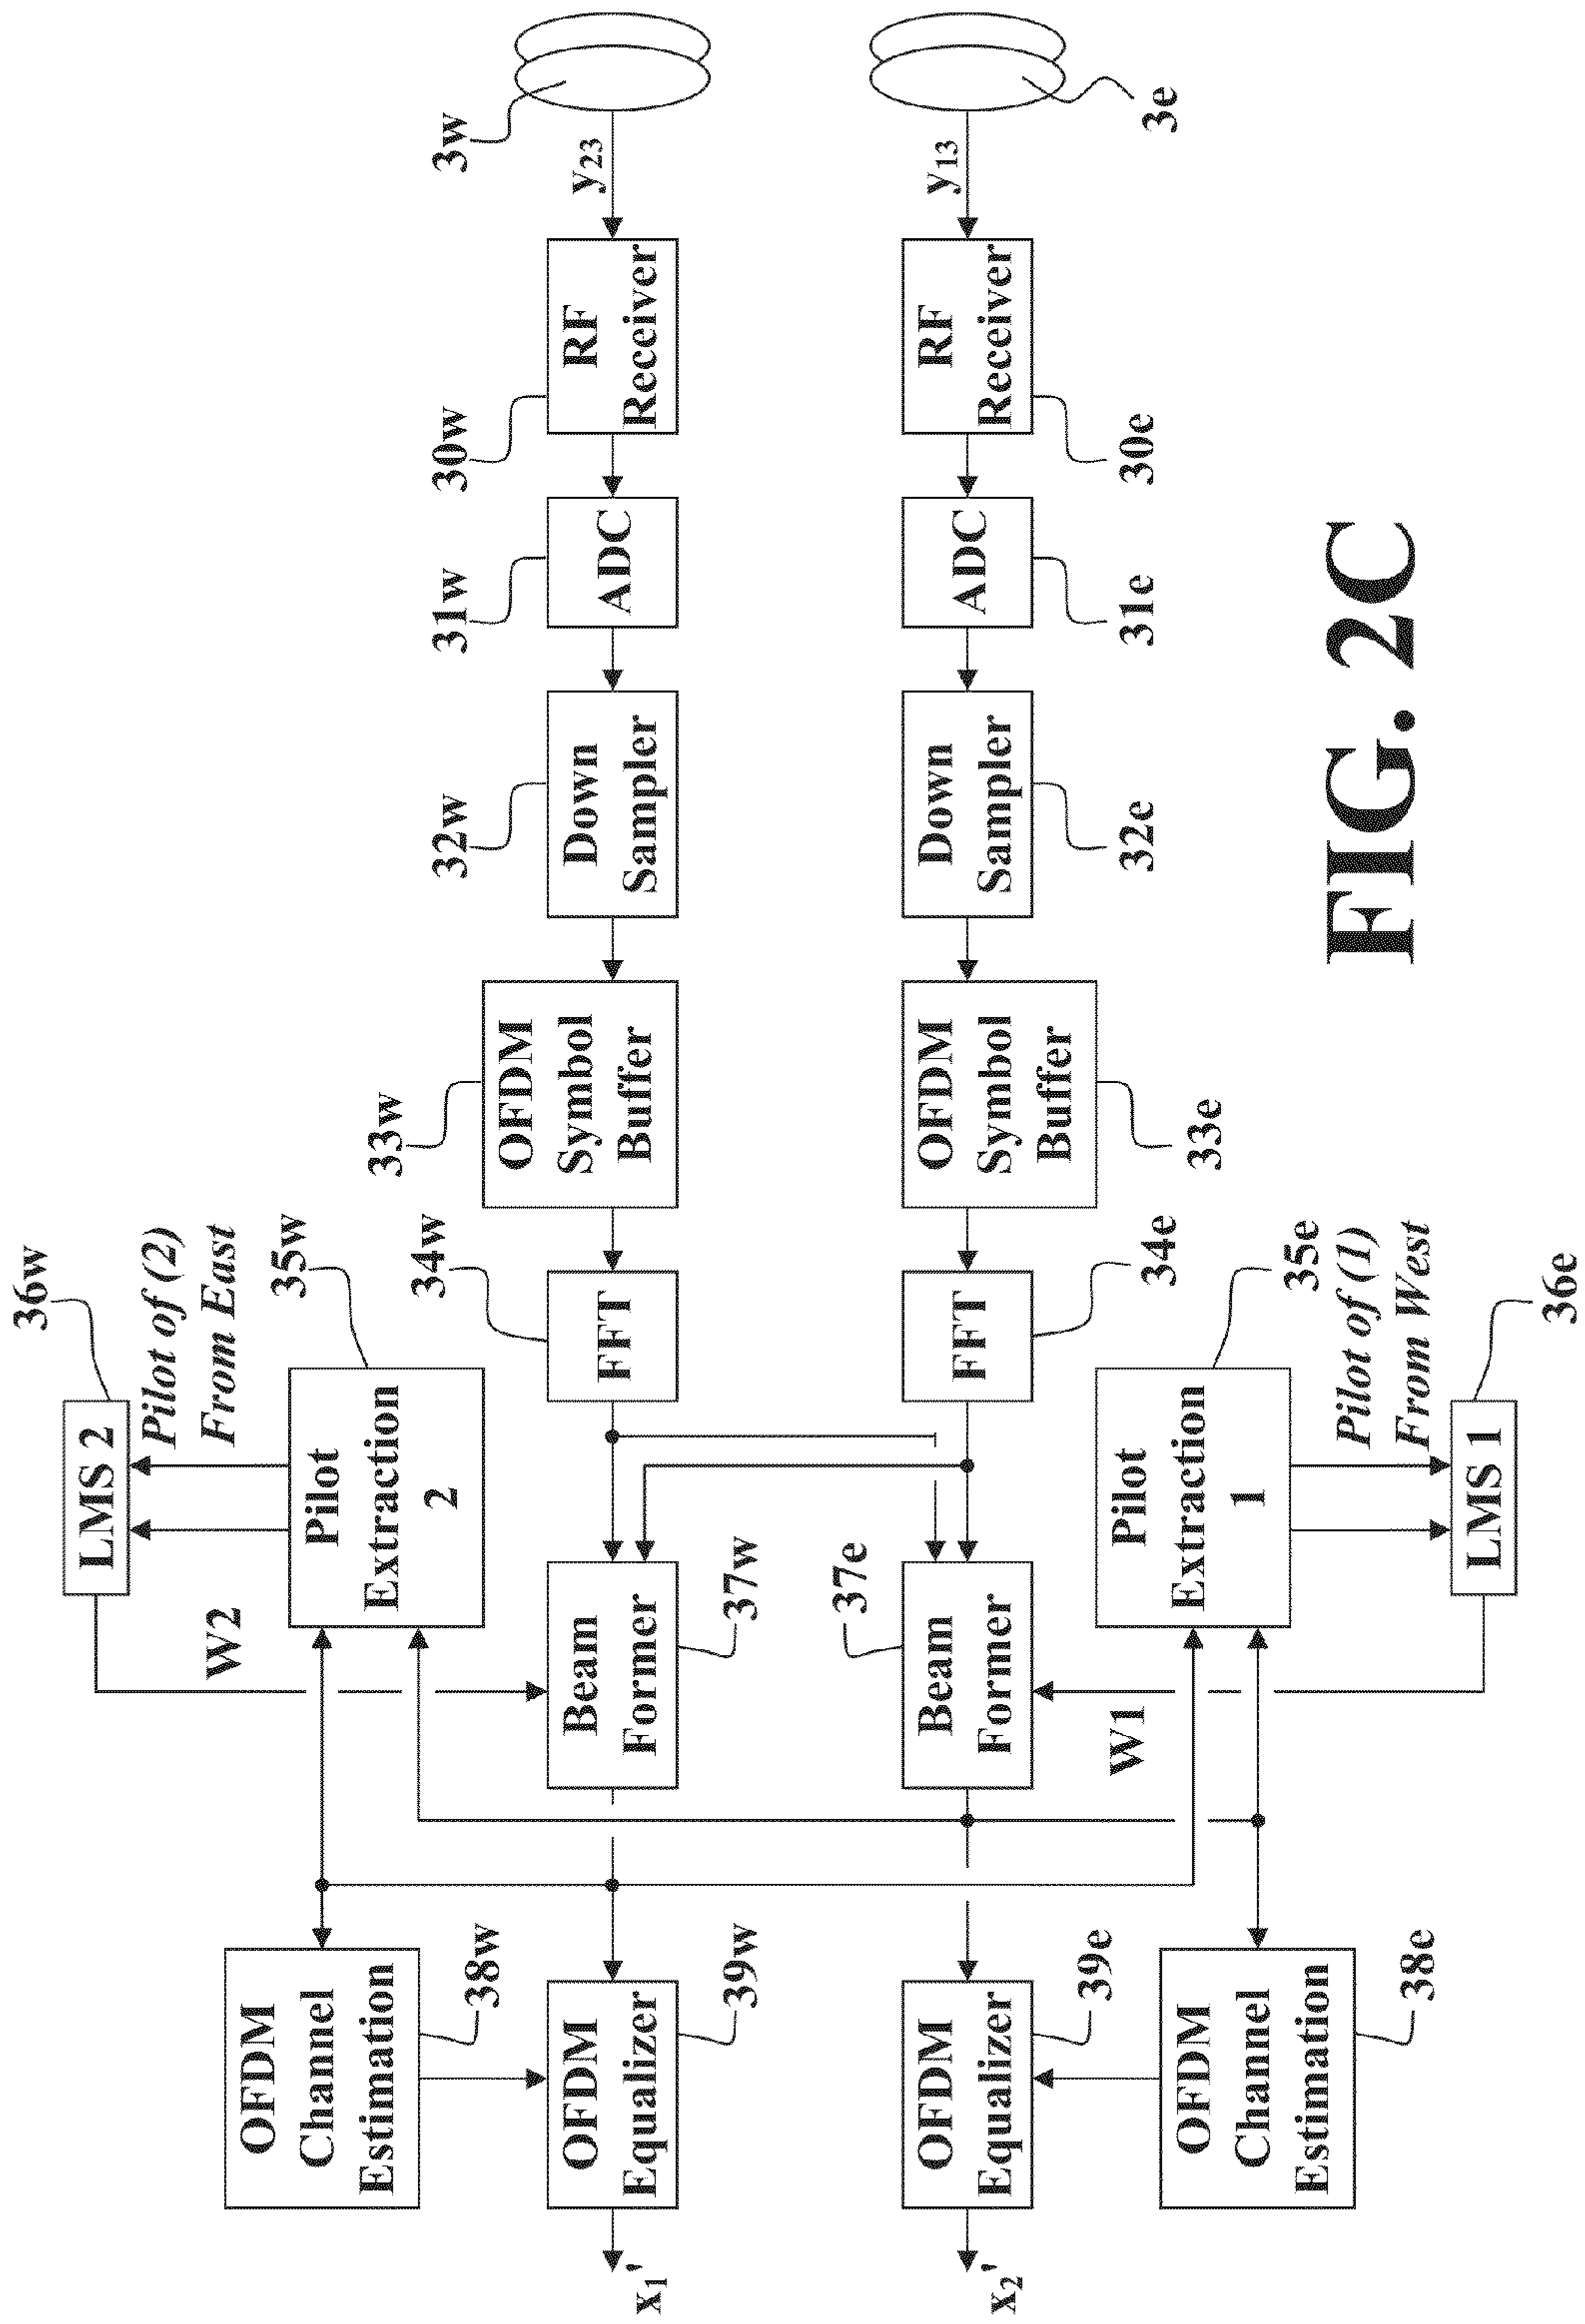 3w
y23
RF
Receiver
30w
ADC
31w
Down
Sampler
32w
OFDM
Symbol
Buffer
33w
FFT
34w
Pilot
Extraction
2
35w
Pilot of (2)
From East
LMS 2
36w
W2
Beam
Former
37w
OFDM
Channel
Estimation
38w
OFDM
Equalizer
39w
x1'
3e
y13
RF
Receiver
30e
ADC
31e
Down
Sampler
32e
OFDM
Symbol
Buffer
33e
FFT
34e
Pilot
Extraction
1
35e
Pilot of (1)
From West
LMS 1
36e
W1
Beam
Former
37e
OFDM
Channel
Estimation
38e
OFDM
Equalizer
39e
x2'
FIG. 2C